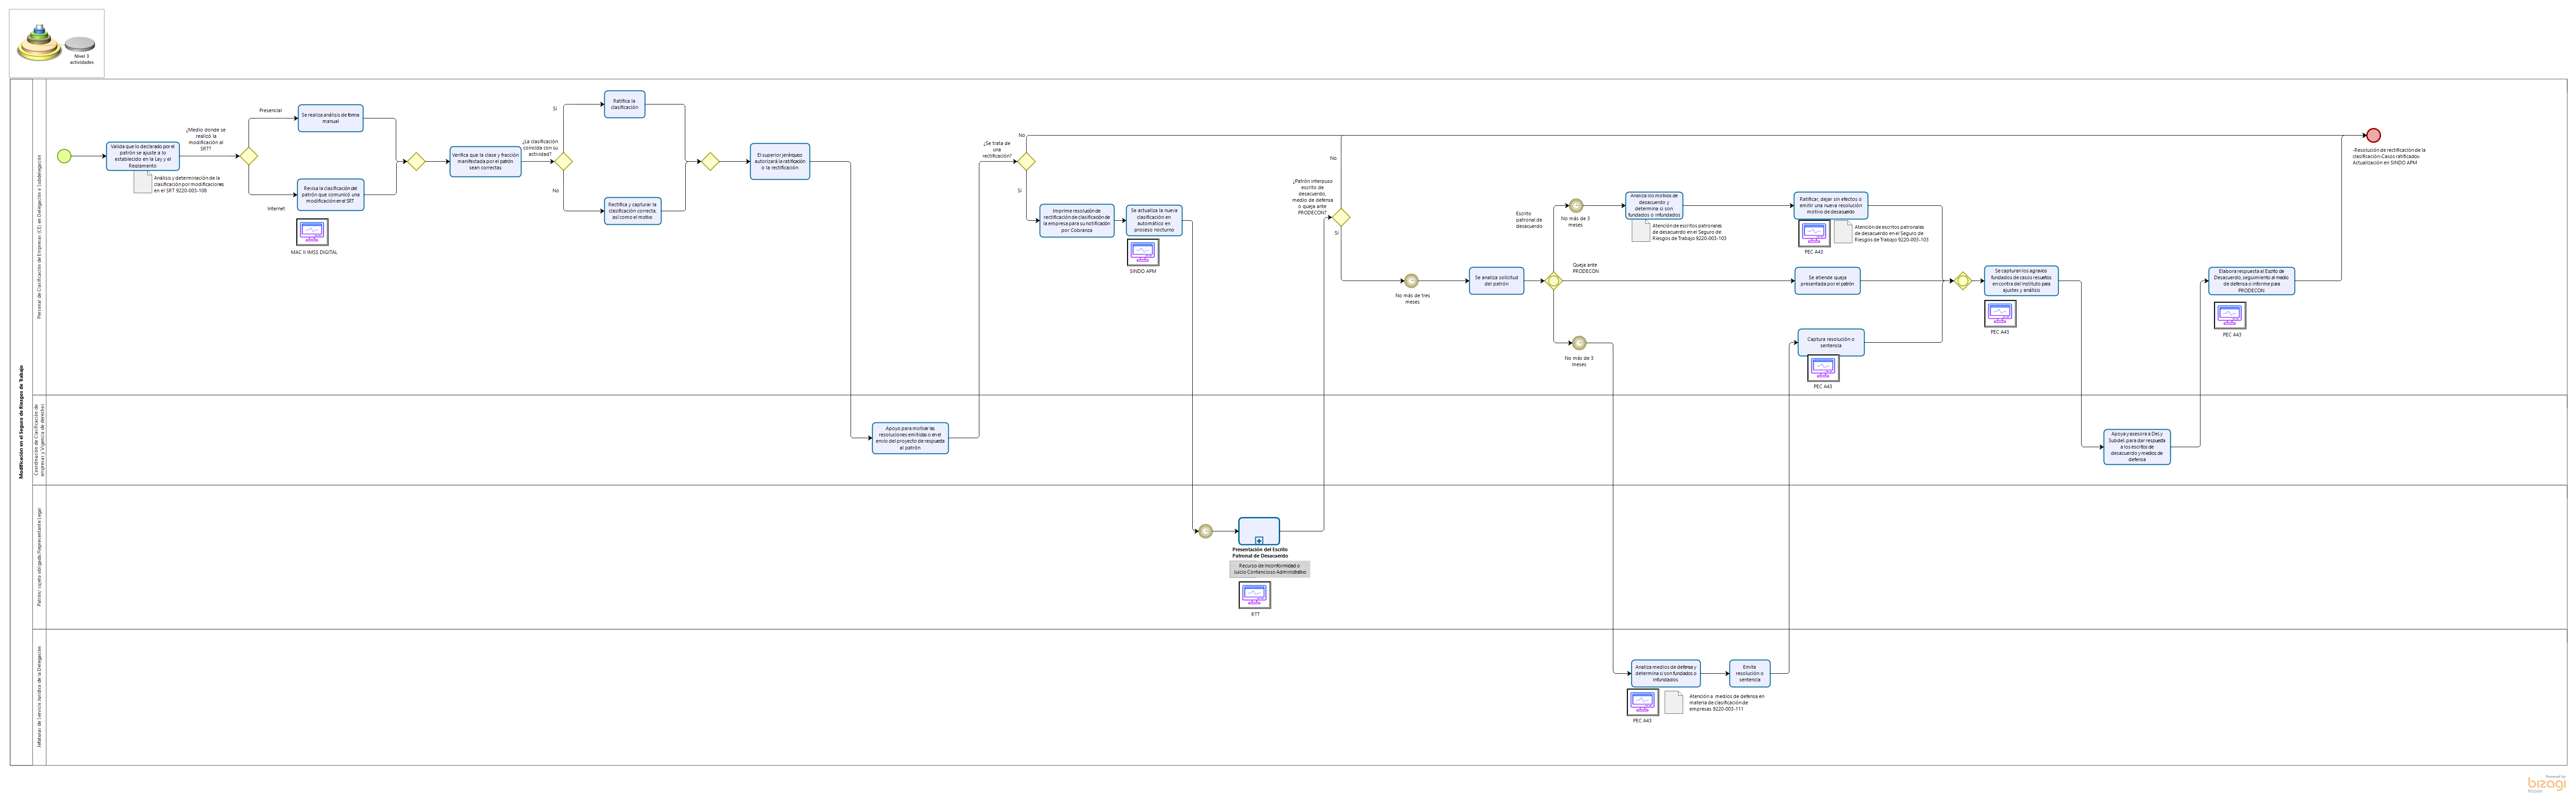 Nivel 3
actividades
Modificación en el Seguro de Riesgos de Trabajo
Personal de Clasificación de Empresas (CE) en Delegación o Subdelegación
Valida que lo declarado por el
patrón se ajuste a lo
establecido en la Ley y el
Reglamento
Análisis y determinación de la
clasificación por modificaciones
en el SRT 9220-003-108
¿Medio donde se
realizó la
modificación al
SRT?
Presencial
Internet
Se realiza análisis de forma
manual
Revisa la clasificación del
patrón que comunicó una
modificación en el SRT
MAC II IMSS DIGITAL
Verifica que la clase y fracción
manifestada por el patrón
sean correctas
¿La clasificación
coincida con su
actividad?
Sí
No
Ratifica la
clasificación
Rectifica y capturar la
clasificación correcta,
así como el motivo
El superior jerárquico
autorizará la ratificación
o la rectificación
¿Se trata de
una
rectificación?
No
Sí
Imprime resolución de
rectificación de clasificación de
la empresa para su notificación
por Cobranza
Se actualiza la nueva
clasificación en
automático en
proceso nocturno
SINDO APM
¿Patrón interpuso
escrito de
desacuerdo,
medio de defensa
o queja ante
PRODECON?
No
Sí
No más de tres
meses
Se analiza solicitud
del patrón
Escrito
patronal de
desacuerdo
No más de 3
meses
Queja ante
PRODECON
No más de 3
meses
Analiza los motivos de
desacuerdo y
determina si son
fundados o infundados
Atención de escritos patronales
de desacuerdo en el Seguro de
Riesgos de Trabajo 9220-003-103
Ratificar, dejar sin efectos o
emitir una nueva resolución
motivo de desacuerdo
PEC A43
Atención de escritos patronales
de desacuerdo en el Seguro de
Riesgos de Trabajo 9220-003-103
Se atiende queja
presentada por el patrón
Captura resolución o
sentencia
PEC A43
Se capturan los agravios
fundados de casos resueltos
en contra del instituto para
ajustes y análisis
PEC A43
Elabora respuesta al Escrito de
Desacuerdo, seguimiento al medio
de defensa o informe para
PRODECON
PEC A43
-Resolución de rectificación de la
clasificación-Casos ratificados-
Actualización en SINDO APM
Coordinación de Clasificación de
empresas y Vigencia de derechos
Apoyo para motivar las
resoluciones emitidas o en el
envío del proyecto de respuesta
al patrón
Apoya y asesora a Del.y
Subdel. para dar respuesta
a los escritos de
desacuerdo y medios de
defensa
Patrón/ sujeto obligado/Representante Legal
Presentación del Escrito
Patronal de Desacuerdo
Recurso de Inconformidad o
Juicio Contencioso Administrativo
RTT
Jefaturas de Servicio Jurídico de la Delegación
Analiza medios de defensa y
determina si son fundados o
infundados
PEC A43
Atención a medios de defensa en
materia de clasificación de
empresas 9220-003-111
Emite
resolución o
sentencia
Powered by
bizagi
Modeler